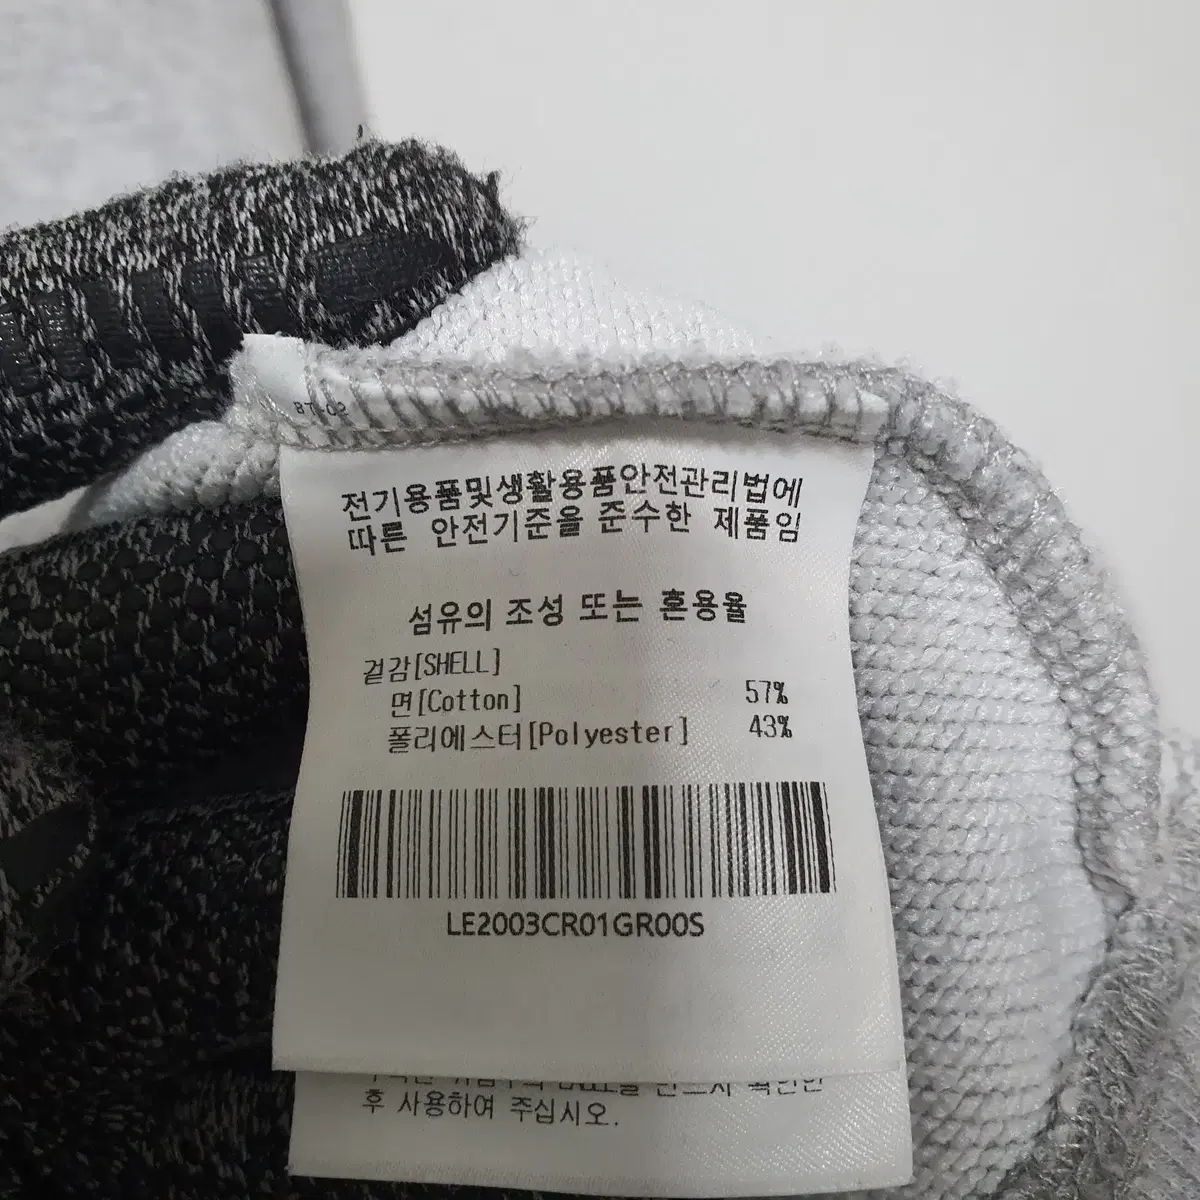 BT-02
전기용품및생활용품안전관리법에
따른 안전기준을 준수한 제품임
섬유의 조성 또는 혼용율
겉감[SHELL]
면[Cotton] 57%
폴리에스터[Polyester] 43%
LE2003CR01GR00S
후 사용하여 주십시오.